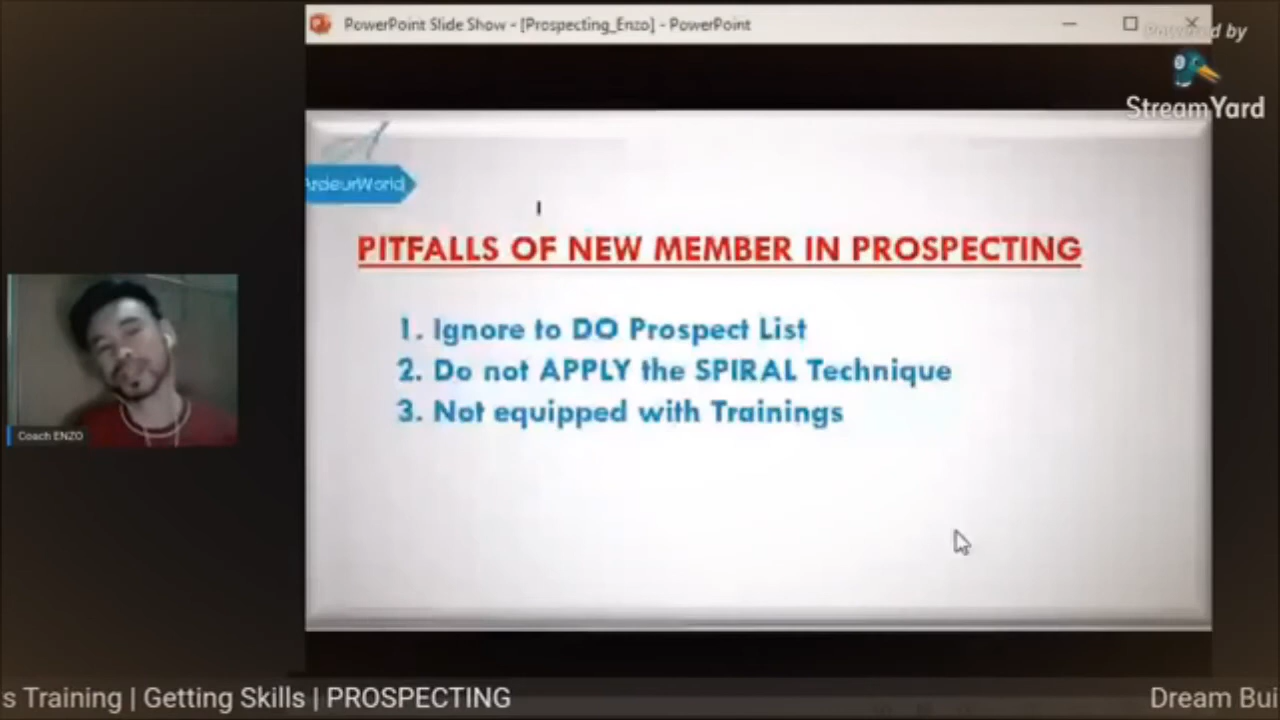 PowerPoint Slide Show - [Prospecting_Enzo] - PowerPoint
Powered by
StreamYard
ArdeurWorld
PITFALLS OF NEW MEMBER IN PROSPECTING
1. Ignore to DO Prospect List
2. Do not APPLY the SPIRAL Technique
3. Not equipped with Trainings
Coach ENZO
s Training | Getting Skills | PROSPECTING
Dream Bui